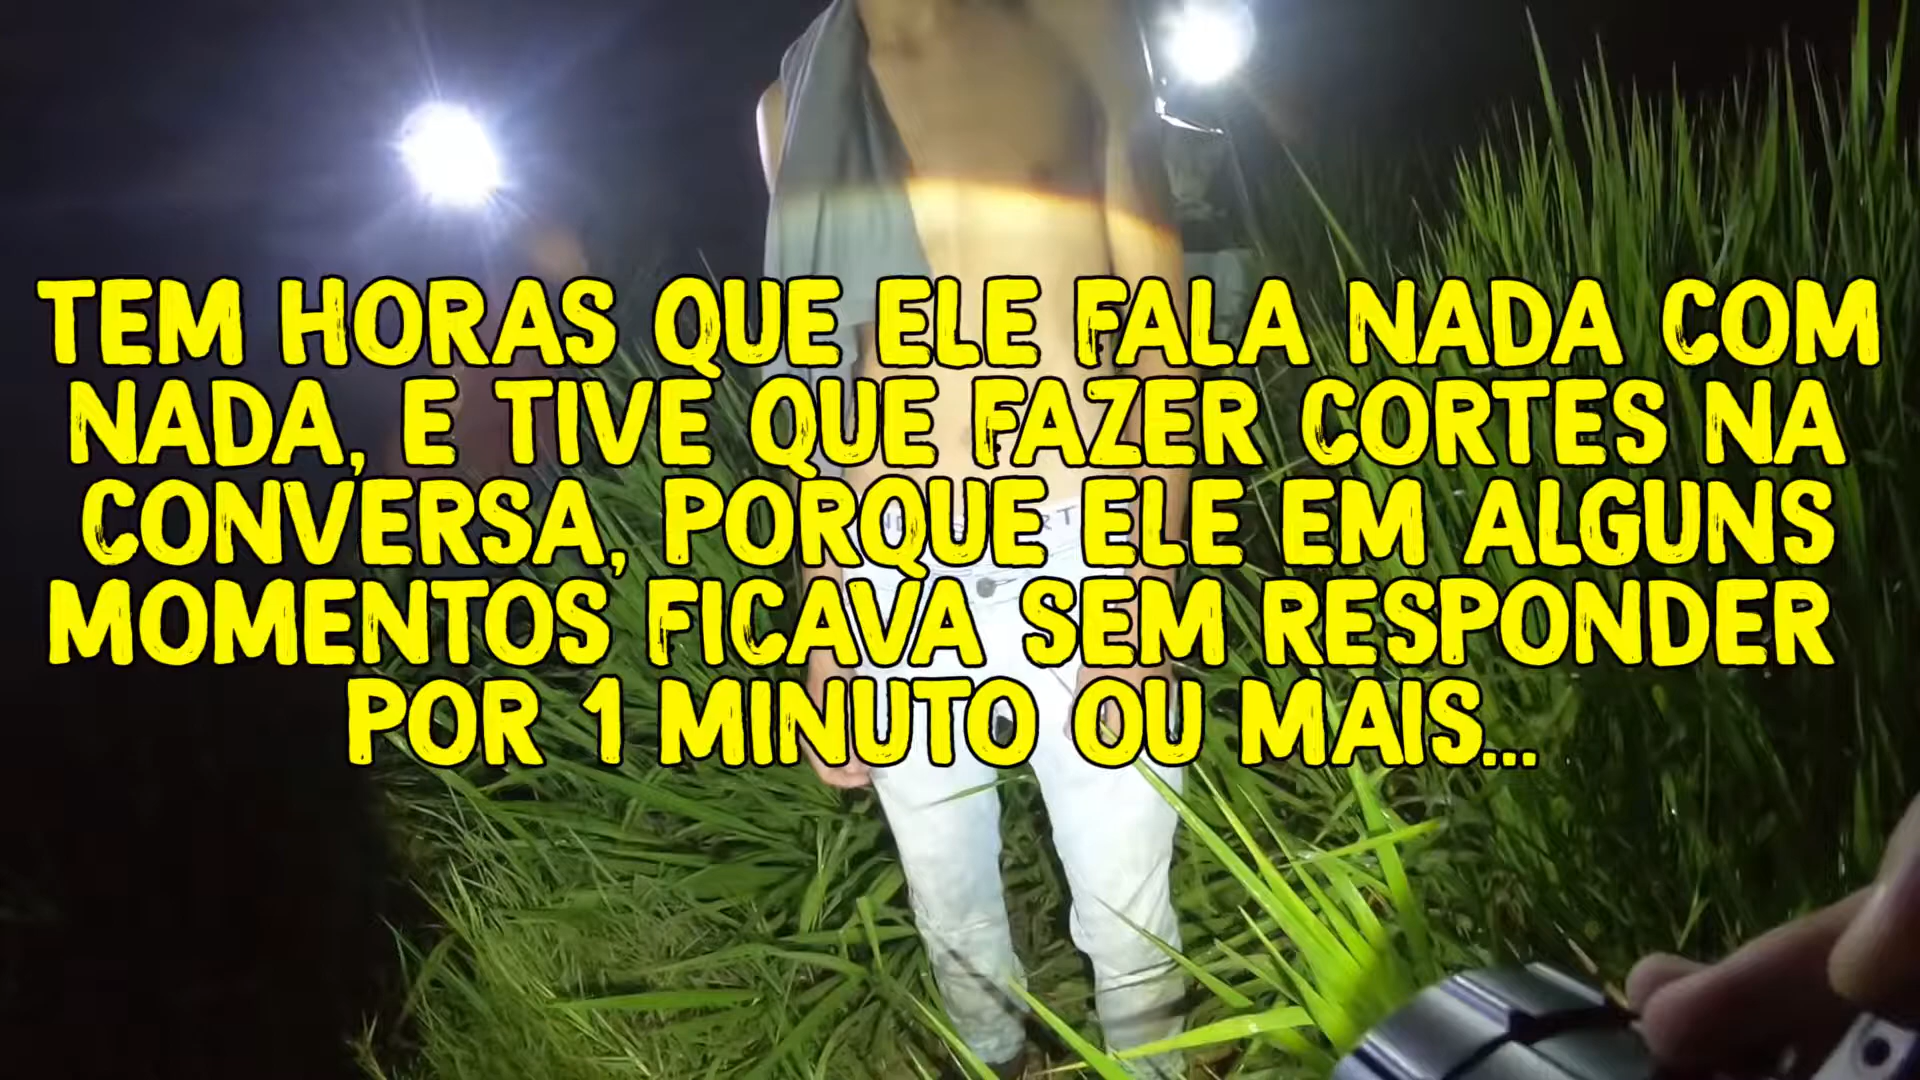 TEM HORAS QUE ELE FALA NADA COM
NADA, E TIVE QUE FAZER CORTES NA
CONVERSA, PORQUE ELE EM ALGUNS
MOMENTOS FICAVA SEM RESPONDER
POR 1 MINUTO OU MAIS...